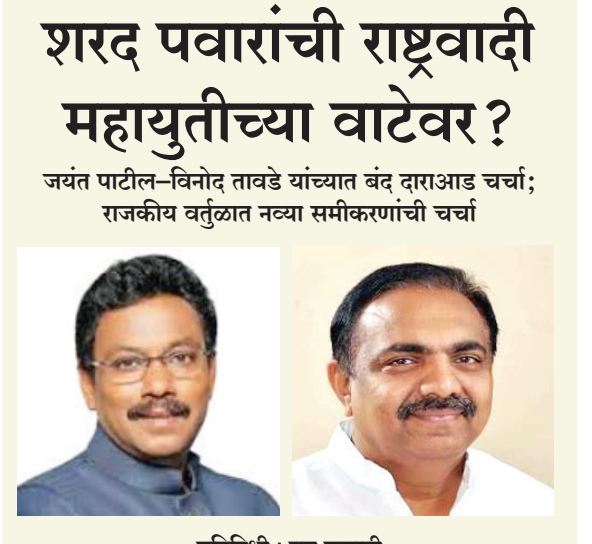 शरद पवारांची राष्ट्रवादी
महायुतीच्या वाटेवर?
जयंत पाटील–विनोद तावडे यांच्यात बंद दाराआड चर्चा;
राजकीय वर्तुळात नव्या समीकरणांची चर्चा